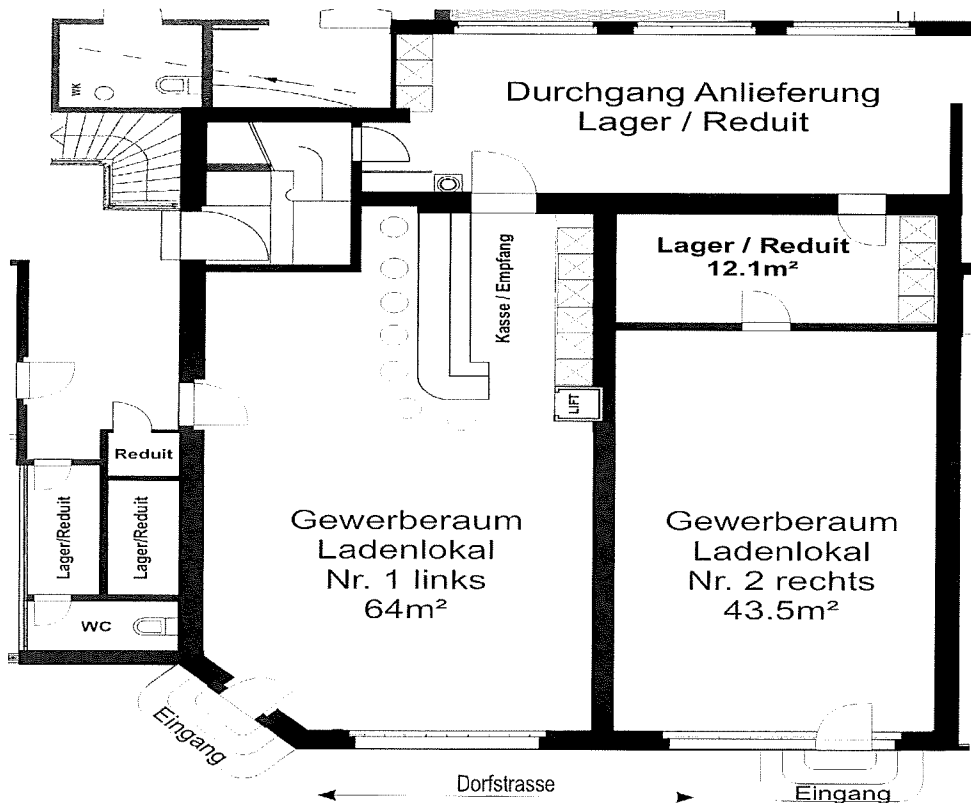 WK
Durchgang Anlieferung
Lager / Reduit
Lager / Reduit
12.1m²
Kasse / Empfang
LIFT
Reduit
Lager/Reduit
Lager/Reduit
WC
Gewerberaum
Ladenlokal
Nr. 1 links
64m²
Gewerberaum
Ladenlokal
Nr. 2 rechts
43.5m²
Eingang
Dorfstrasse
Eingang